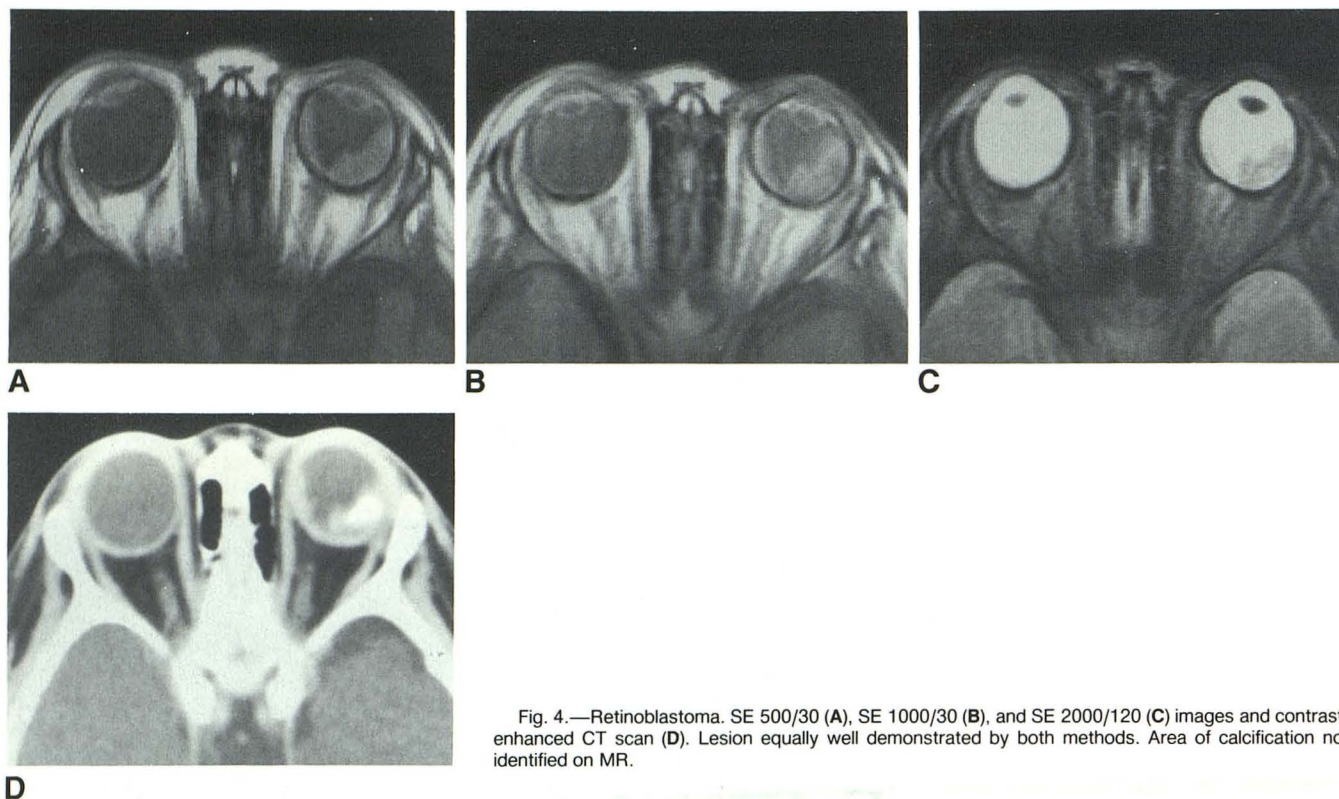 A
B
C
D
Fig. 4.—Retinoblastoma. SE 500/30 (A), SE 1000/30 (B), and SE 2000/120 (C) images and contrast
enhanced CT scan (D). Lesion equally well demonstrated by both methods. Area of calcification no
identified on MR.